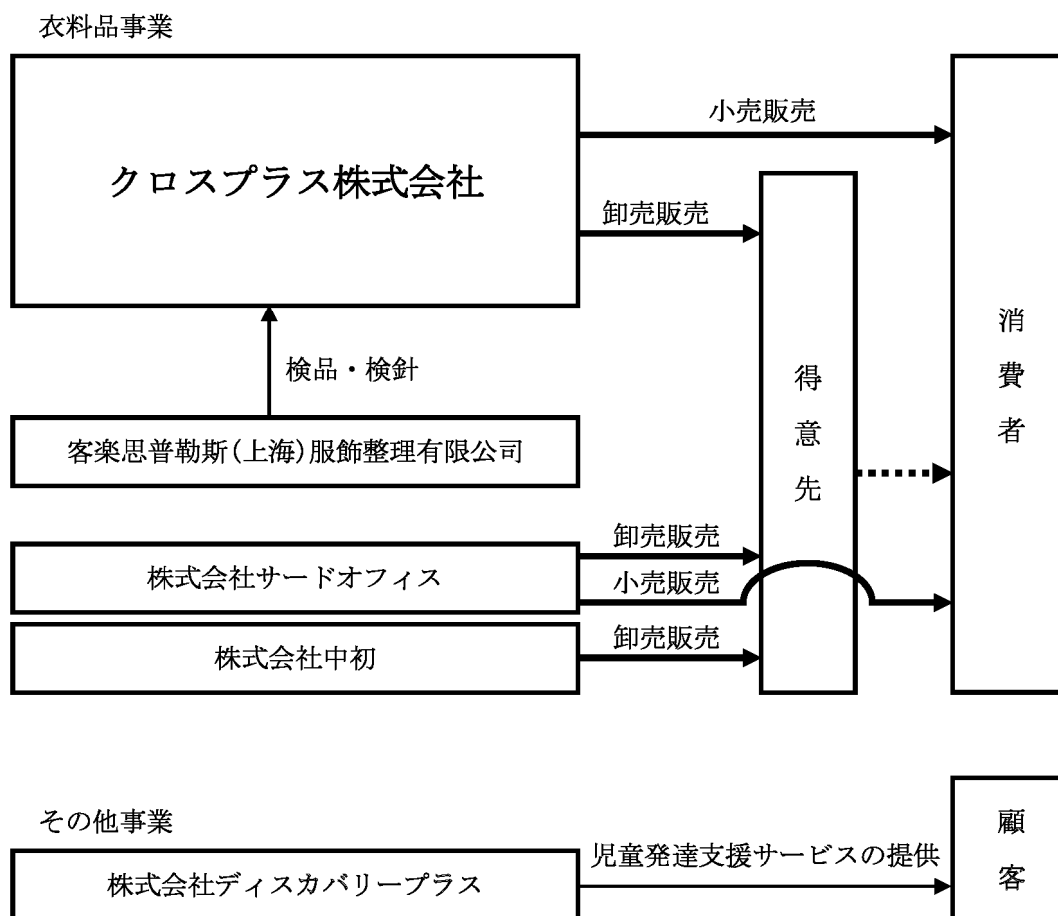 衣料品事業
クロスプラス株式会社
小売販売
卸売販売
検品・検針
客楽思普勒斯(上海)服飾整理有限公司
株式会社サードオフィス
卸売販売
小売販売
株式会社中初
卸売販売
得意先
消費者
その他事業
株式会社ディスカバリープラス
児童発達支援サービスの提供
顧客